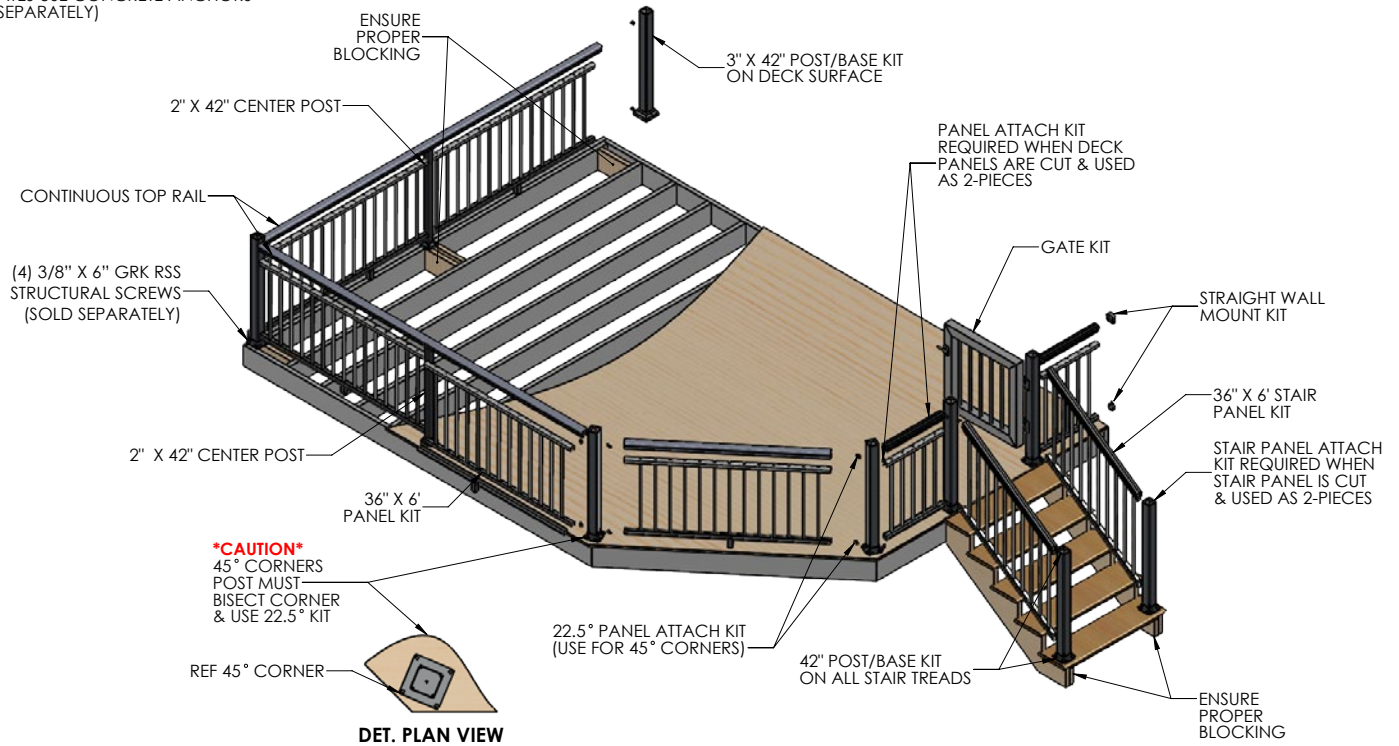 SEPARATELY)
ENSURE
PROPER
BLOCKING
3" X 42" POST/BASE KIT
ON DECK SURFACE
2" X 42" CENTER POST
PANEL ATTACH KIT
REQUIRED WHEN DECK
PANELS ARE CUT & USED
AS 2-PIECES
CONTINUOUS TOP RAIL
GATE KIT
(4) 3/8” X 6” GRK RSS
STRUCTURAL SCREWS
(SOLD SEPARATELY)
STRAIGHT WALL
MOUNT KIT
36" X 6' STAIR
PANEL KIT
STAIR PANEL ATTACH
KIT REQUIRED WHEN
STAIR PANEL IS CUT
& USED AS 2-PIECES
2" X 42" CENTER POST
36" X 6'
PANEL KIT
*CAUTION*
45° CORNERS
POST MUST
BISECT CORNER
& USE 22.5° KIT
22.5° PANEL ATTACH KIT
(USE FOR 45° CORNERS)
42" POST/BASE KIT
ON ALL STAIR TREADS
REF 45° CORNER
ENSURE
PROPER
BLOCKING
DET. PLAN VIEW